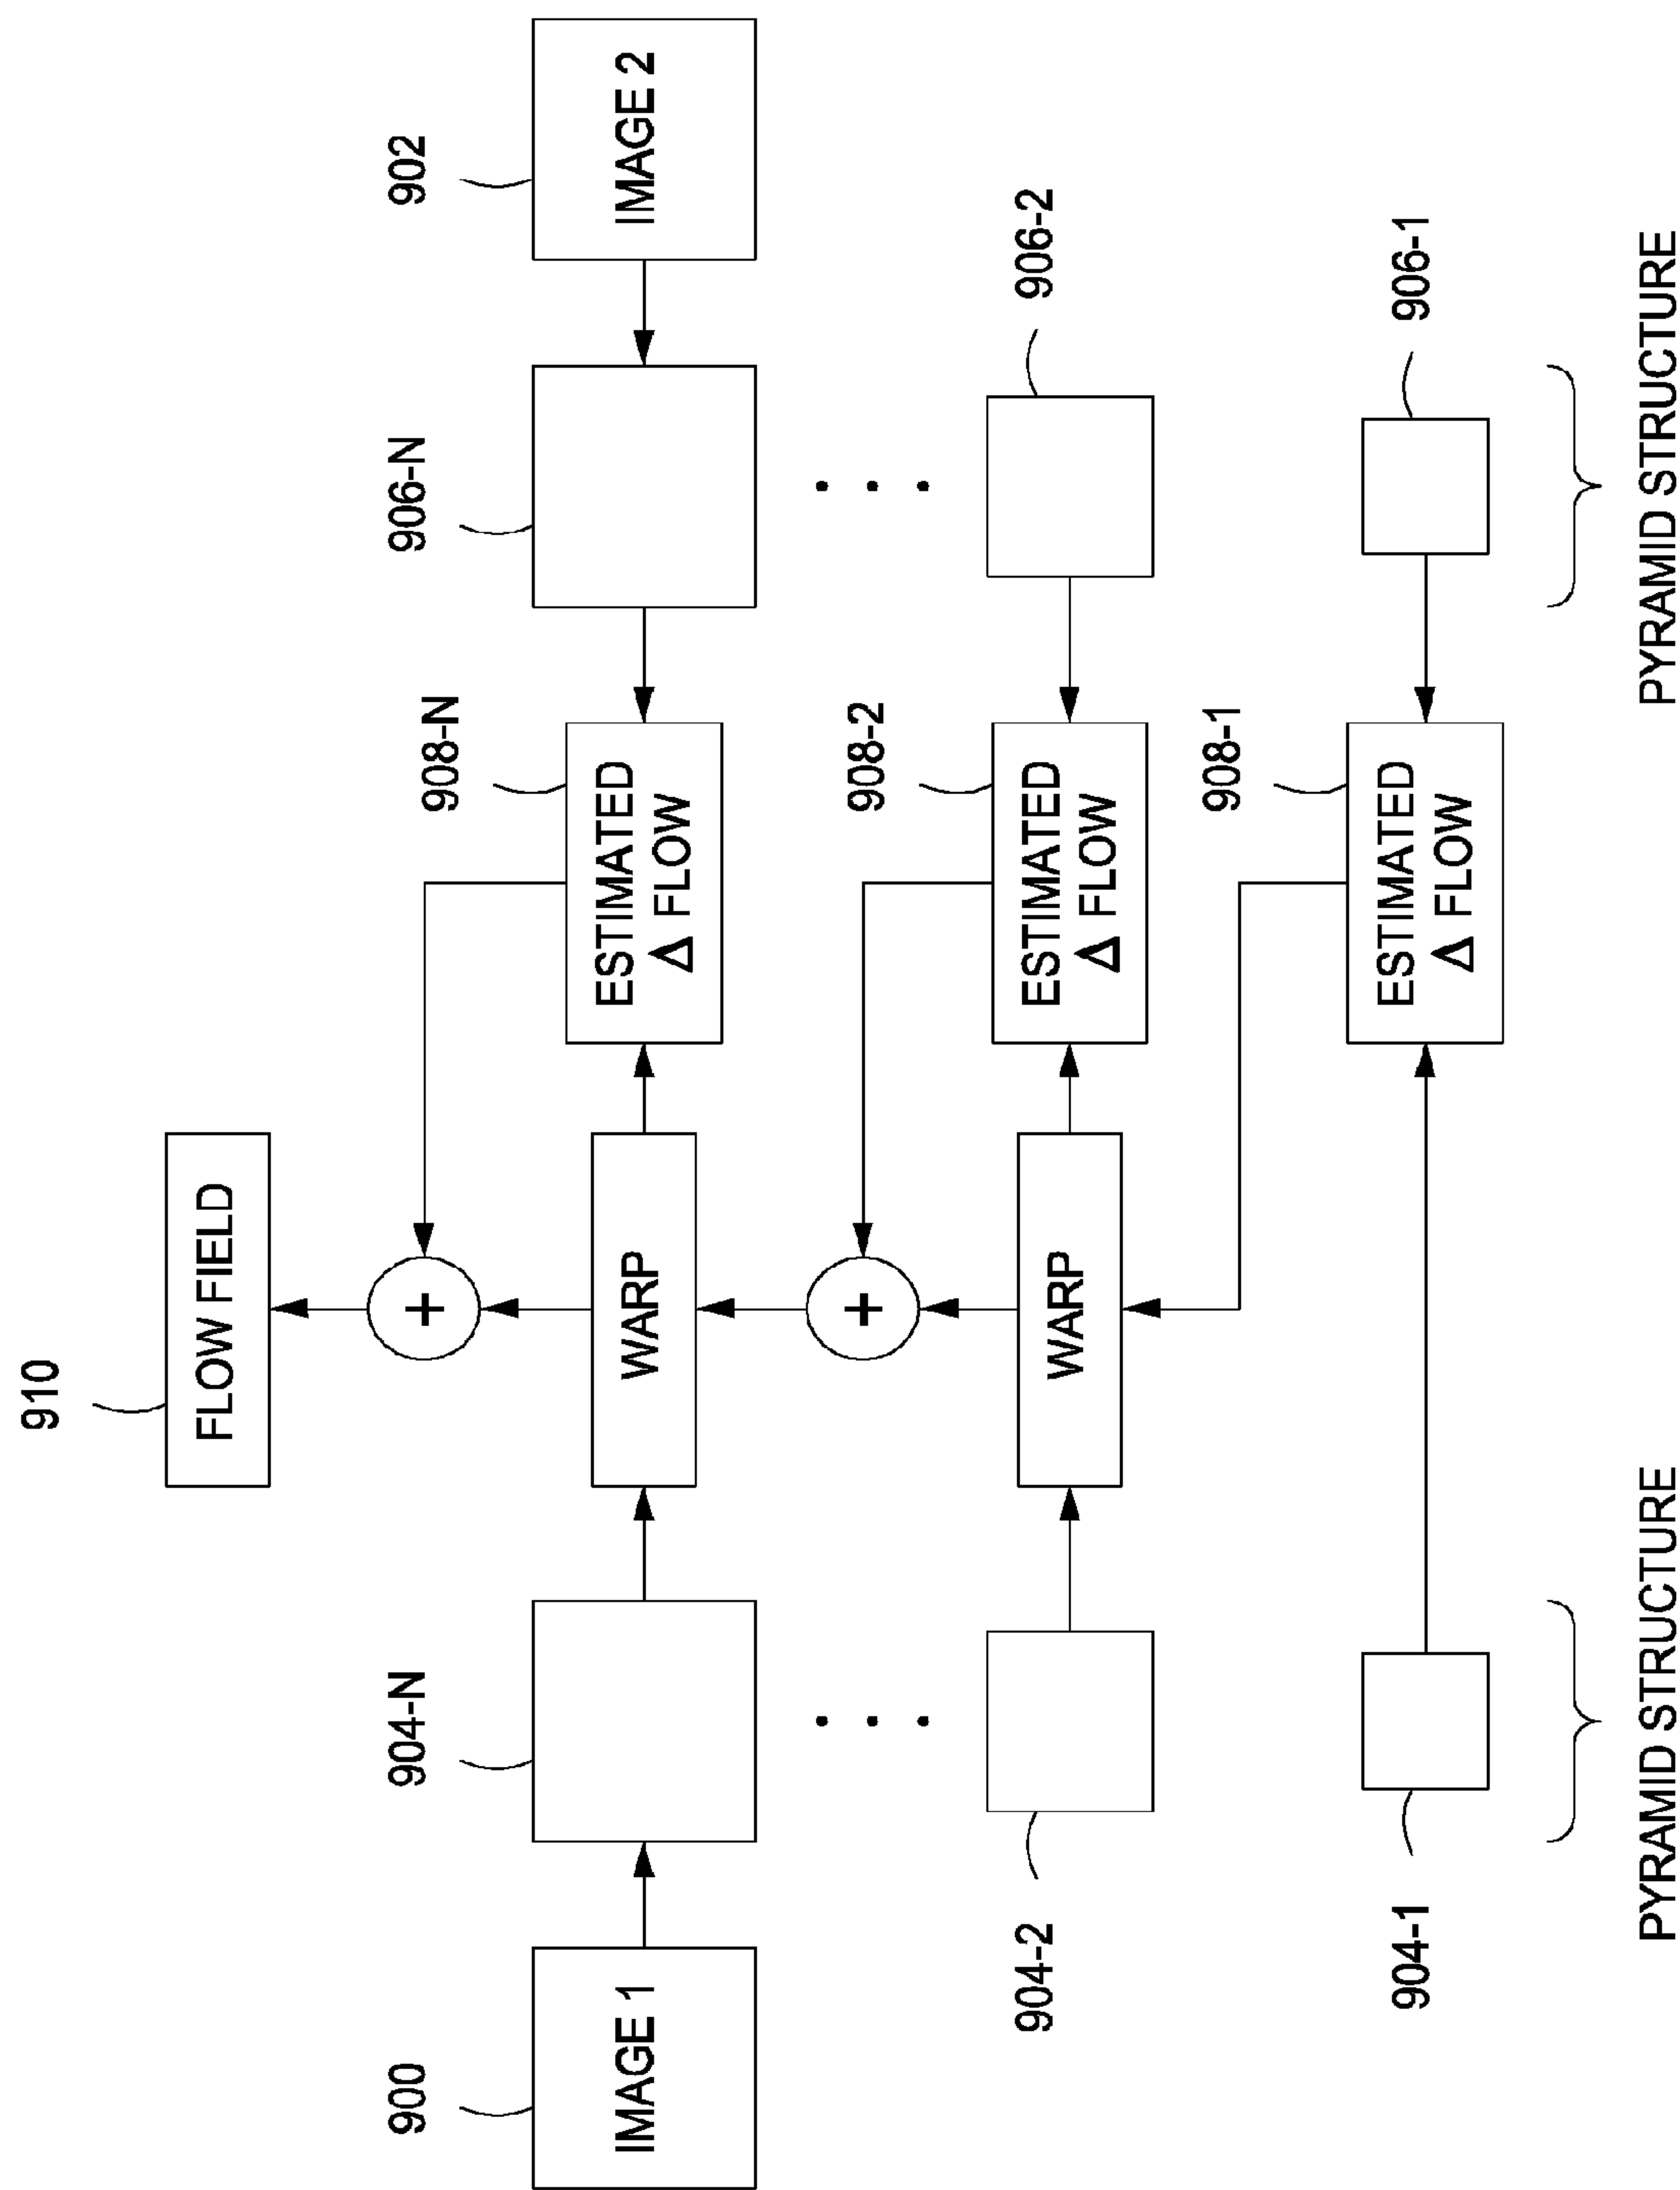 910
FLOW FIELD
900
904-N
908-N
906-N
902
IMAGE 1
WARP
ESTIMATED
Δ FLOW
IMAGE 2
+
908-2
+
904-2
WARP
ESTIMATED
Δ FLOW
906-2
908-1
904-1
ESTIMATED
Δ FLOW
906-1
PYRAMID STRUCTURE
PYRAMID STRUCTURE